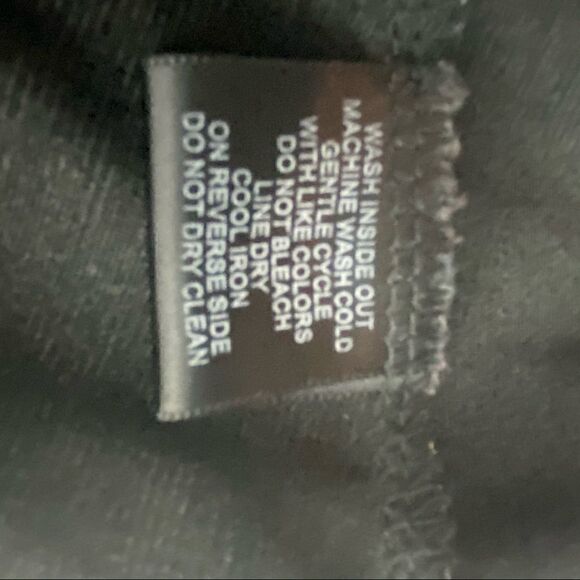 WASH INSIDE OUT
MACHINE WASH COLD
GENTLE CYCLE
WITH LIKE COLORS
DO NOT BLEACH
LINE DRY
COOL IRON
ON REVERSE SIDE
DO NOT DRY CLEAN